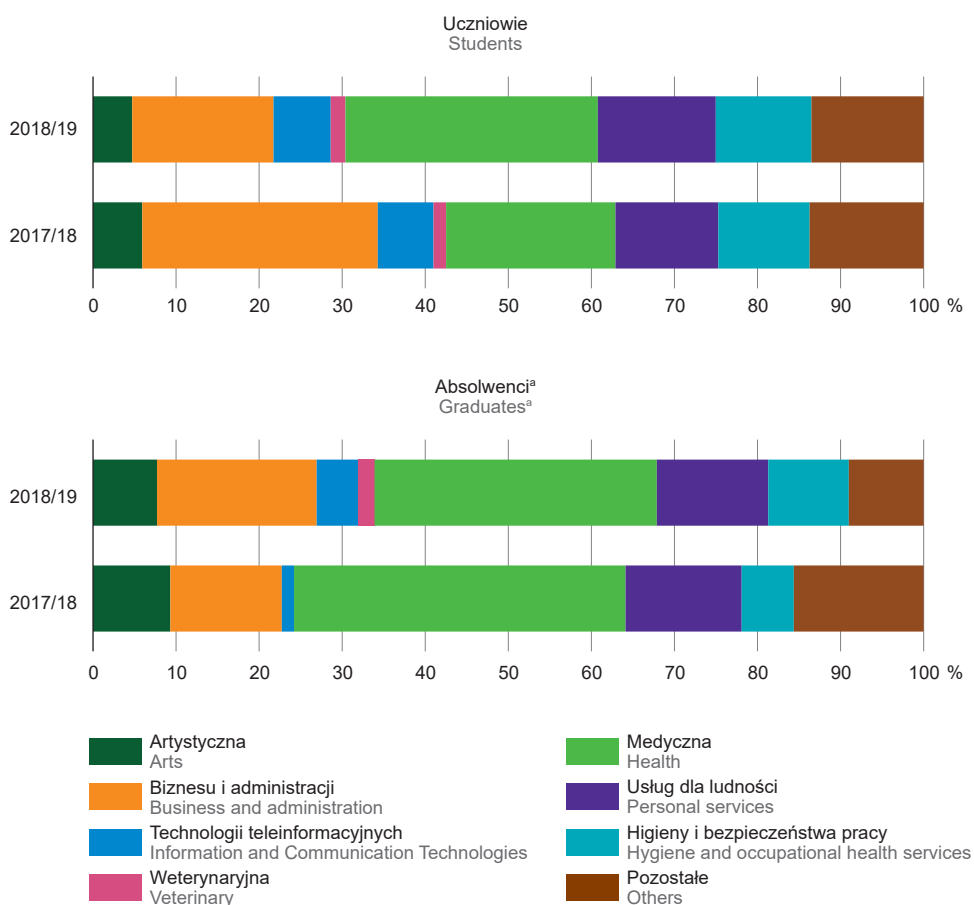 Uczniowie
Students
2018/19
2017/18
0 10 20 30 40 50 60 70 80 90 100 %
Absolwenciᵃ
Graduatesᵃ
2018/19
2017/18
0 10 20 30 40 50 60 70 80 90 100 %
Artystyczna
Arts
Biznesu i administracji
Business and administration
Technologii teleinformacyjnych
Information and Communication Technologies
Weterynaryjna
Veterinary
Medyczna
Health
Usług dla ludności
Personal services
Higieny i bezpieczeństwa pracy
Hygiene and occupational health services
Pozostałe
Others